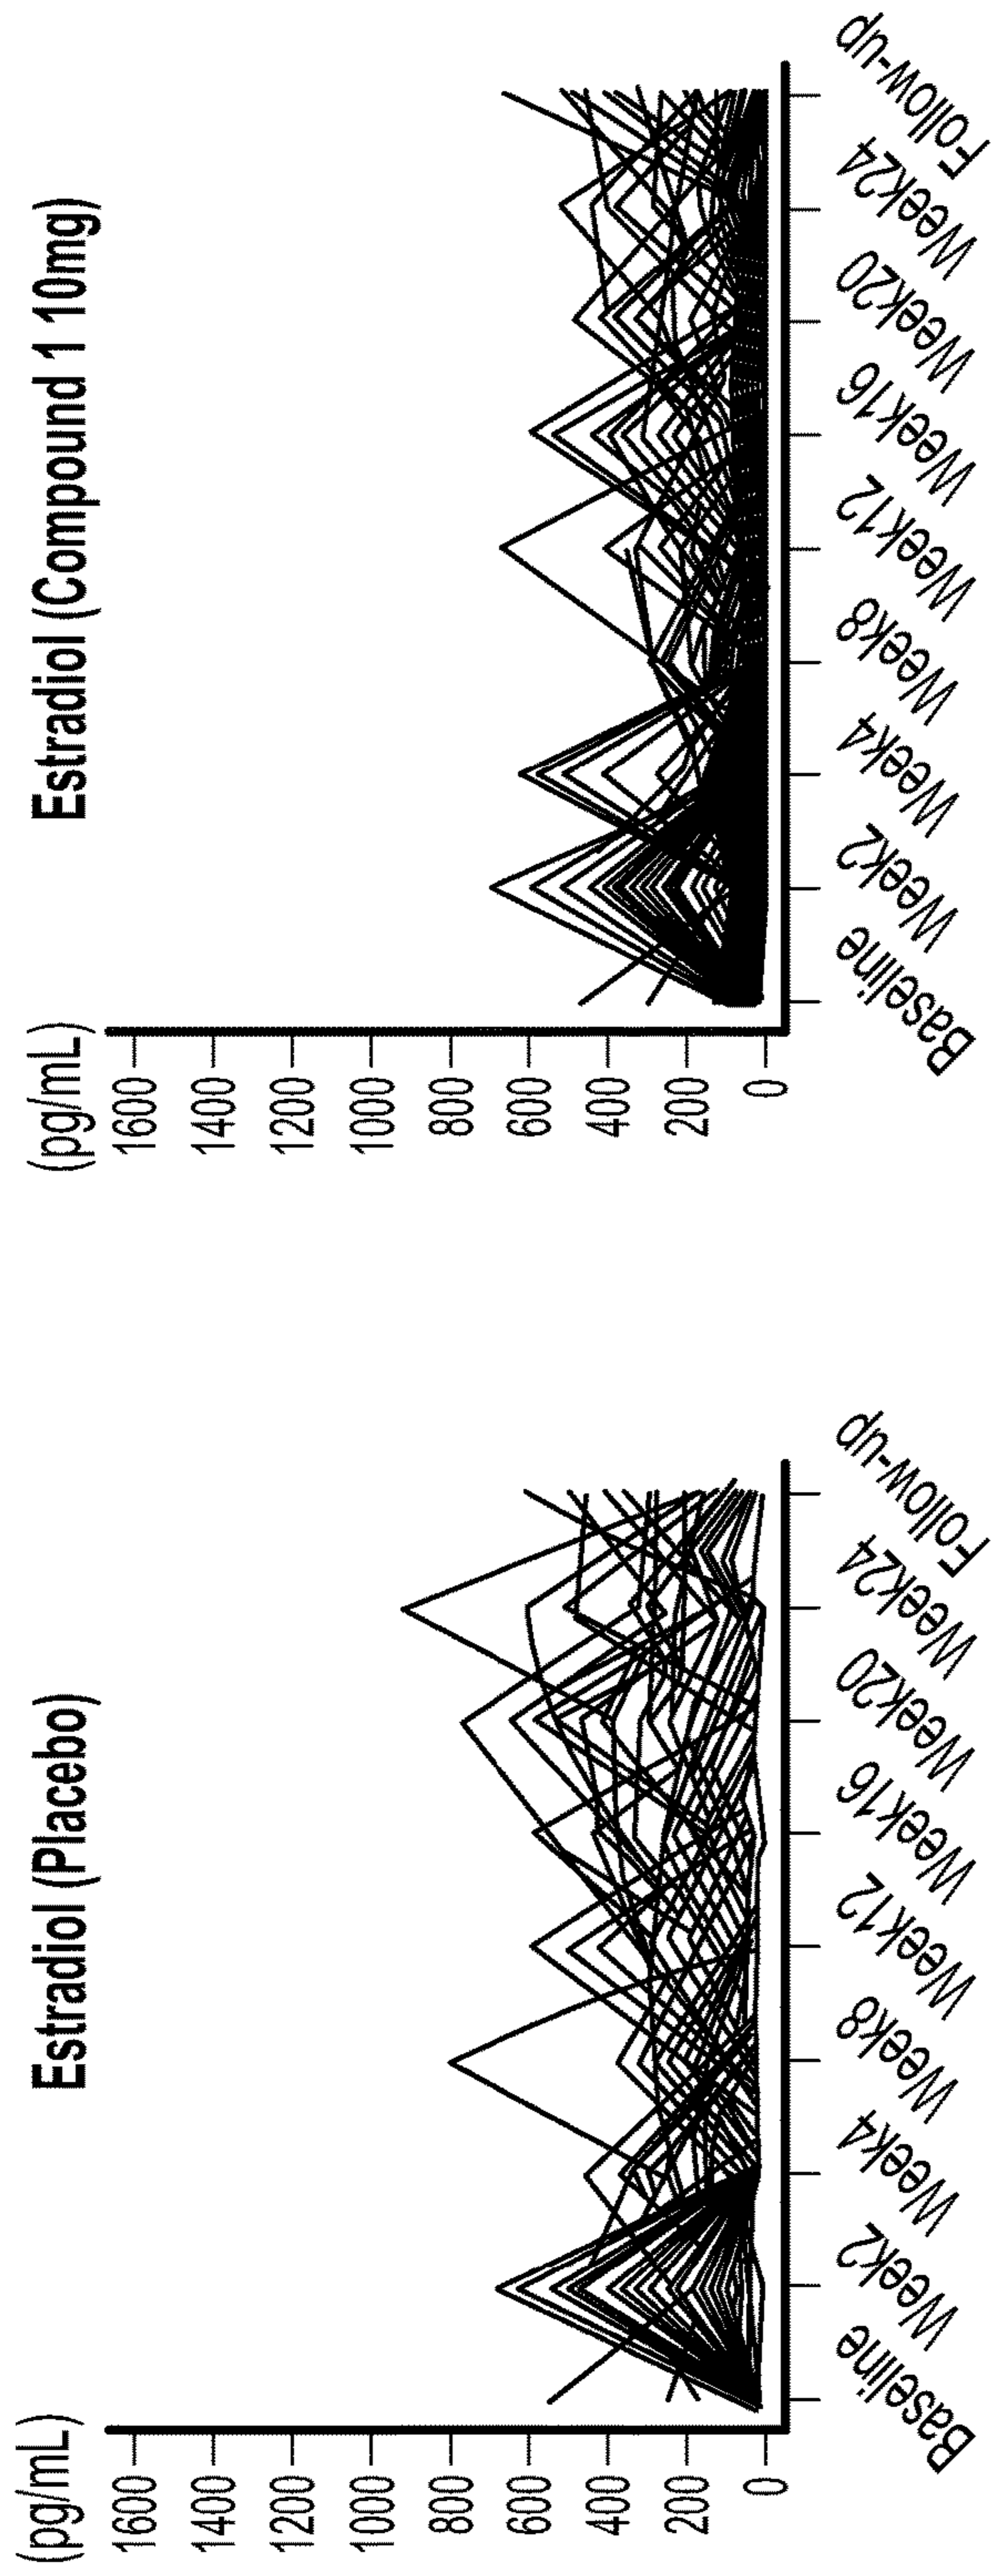 Estradiol (Placebo)
(pg/mL)
1600
1400
1200
1000
800
600
400
200
0
Baseline
Week2
Week4
Week8
Week12
Week16
Week20
Week24
Follow-up
Estradiol (Compound 1 10mg)
(pg/mL)
1600
1400
1200
1000
800
600
400
200
0
Baseline
Week2
Week4
Week8
Week12
Week16
Week20
Week24
Follow-up